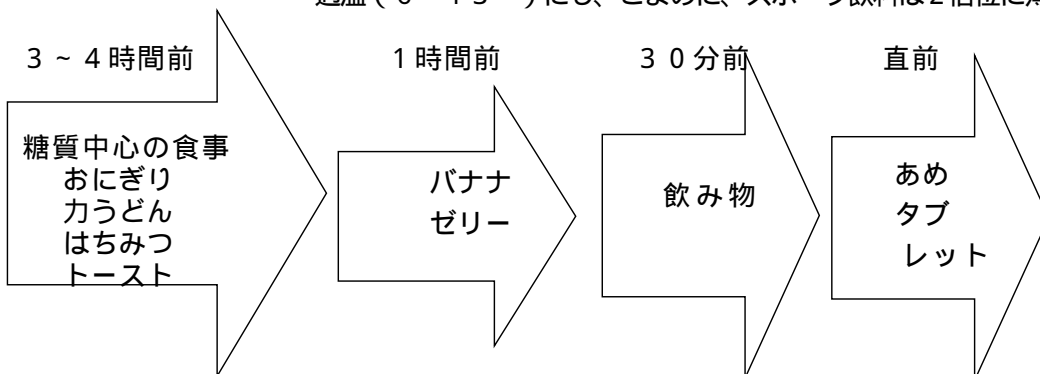 3～4時間前
1時間前
30分前
直前
糖質中心の食事
おにぎり
力うどん
はちみつ
トースト
バナナ
ゼリー
飲み物
あめ
タブ
レット